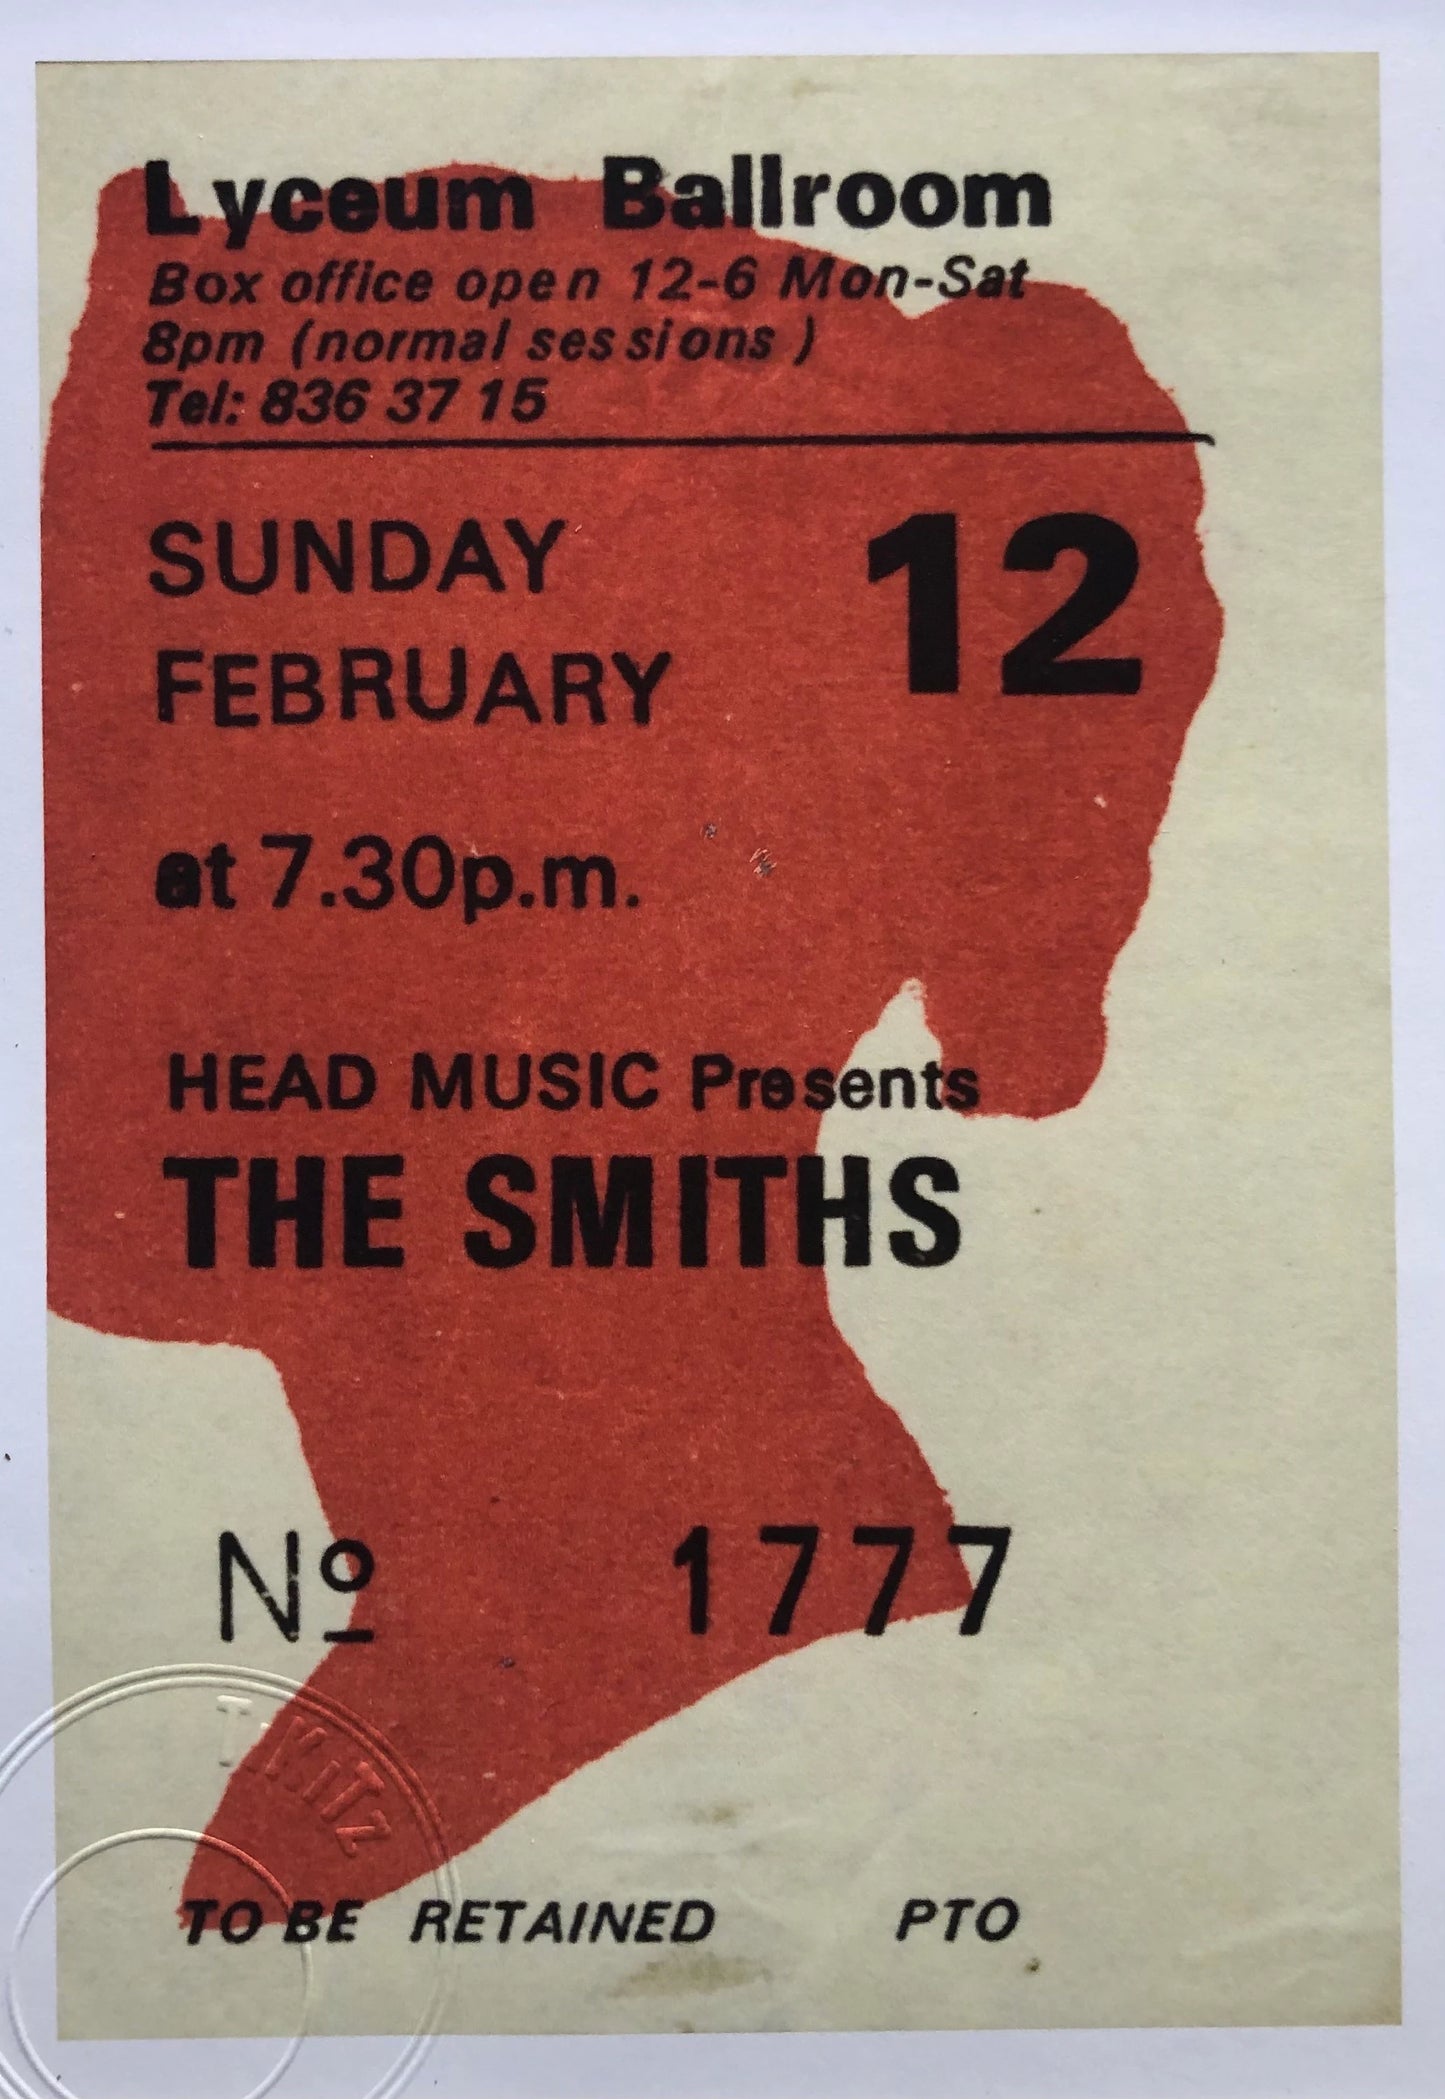 Lyceum Ballroom
Box office open 12-6 Mon-Sat
8pm (normal sessions)
Tel: 836 37 15
SUNDAY 12
FEBRUARY
at 7.30p.m.
HEAD MUSIC Presents
THE SMITHS
Nº 1777
TO BE RETAINED PTO